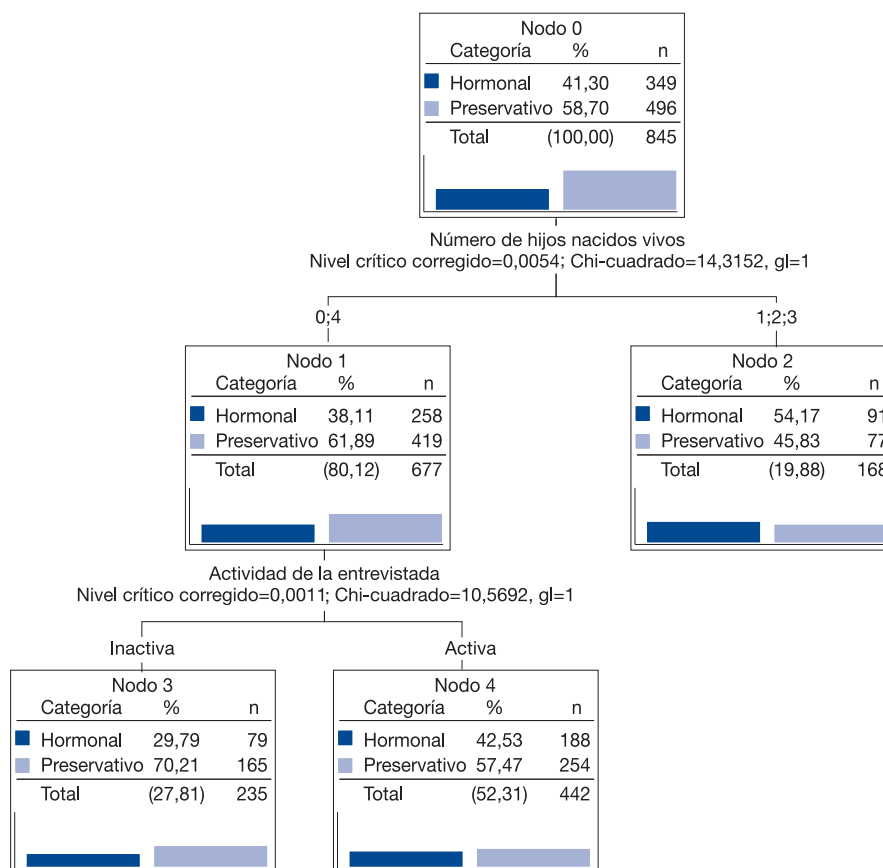 Nodo 0
Categoría % n
Hormonal 41,30 349
Preservativo 58,70 496
Total (100,00) 845
Número de hijos nacidos vivos
Nivel crítico corregido=0,0054; Chi-cuadrado=14,3152, gl=1
0;4
1;2;3
Nodo 1
Categoría % n
Hormonal 38,11 258
Preservativo 61,89 419
Total (80,12) 677
Nodo 2
Categoría % n
Hormonal 54,17 91
Preservativo 45,83 77
Total (19,88) 168
Actividad de la entrevistada
Nivel crítico corregido=0,0011; Chi-cuadrado=10,5692, gl=1
Inactiva
Activa
Nodo 3
Categoría % n
Hormonal 29,79 79
Preservativo 70,21 165
Total (27,81) 235
Nodo 4
Categoría % n
Hormonal 42,53 188
Preservativo 57,47 254
Total (52,31) 442